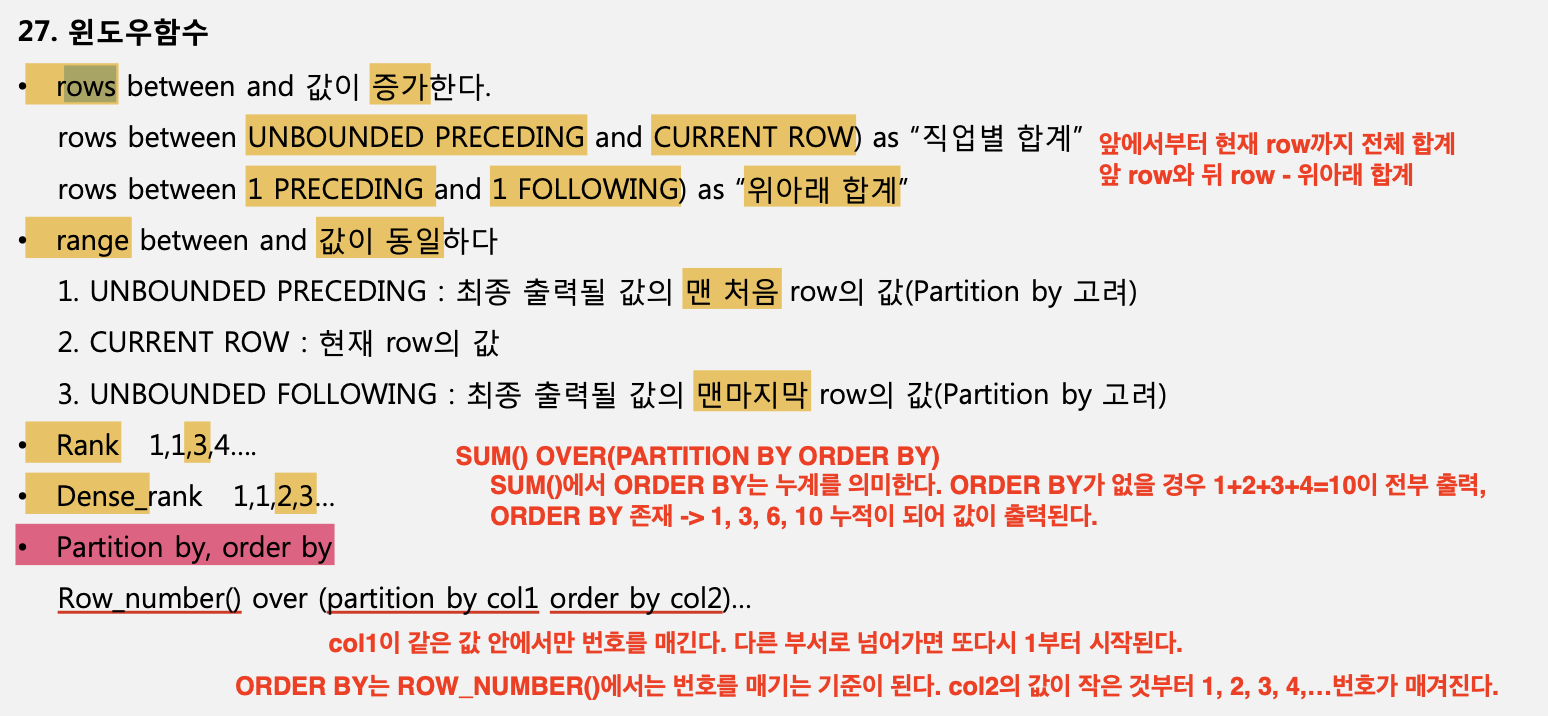 27. 윈도우함수
• rows between and 값이 증가한다.
rows between UNBOUNDED PRECEDING and CURRENT ROW) as “직업별 합계”
앞에서부터 현재 row까지 전체 합계
rows between 1 PRECEDING and 1 FOLLOWING) as “위아래 합계”
앞 row와 뒤 row - 위아래 합계
• range between and 값이 동일하다
1. UNBOUNDED PRECEDING : 최종 출력될 값의 맨 처음 row의 값(Partition by 고려)
2. CURRENT ROW : 현재 row의 값
3. UNBOUNDED FOLLOWING : 최종 출력될 값의 맨마지막 row의 값(Partition by 고려)
• Rank 1,1,3,4....
SUM() OVER(PARTITION BY ORDER BY)
SUM()에서 ORDER BY는 누계를 의미한다. ORDER BY가 없을 경우 1+2+3+4=10이 전부 출력,
• Dense_rank 1,1,2,3...
ORDER BY 존재 -> 1, 3, 6, 10 누적이 되어 값이 출력된다.
• Partition by, order by
Row_number() over (partition by col1 order by col2)...
col1이 같은 값 안에서만 번호를 매긴다. 다른 부서로 넘어가면 또다시 1부터 시작된다.
ORDER BY는 ROW_NUMBER()에서는 번호를 매기는 기준이 된다. col2의 값이 작은 것부터 1, 2, 3, 4,...번호가 매겨진다.